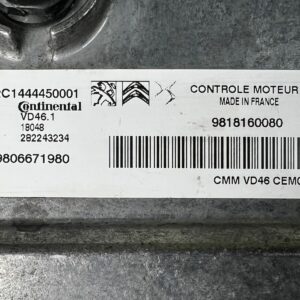 C1444450001
Continental
VD46.1
18048
282243234
9806671980
CONTROLE MOTEUR
MADE IN FRANCE
9818160080
CMM VD46 CEMC